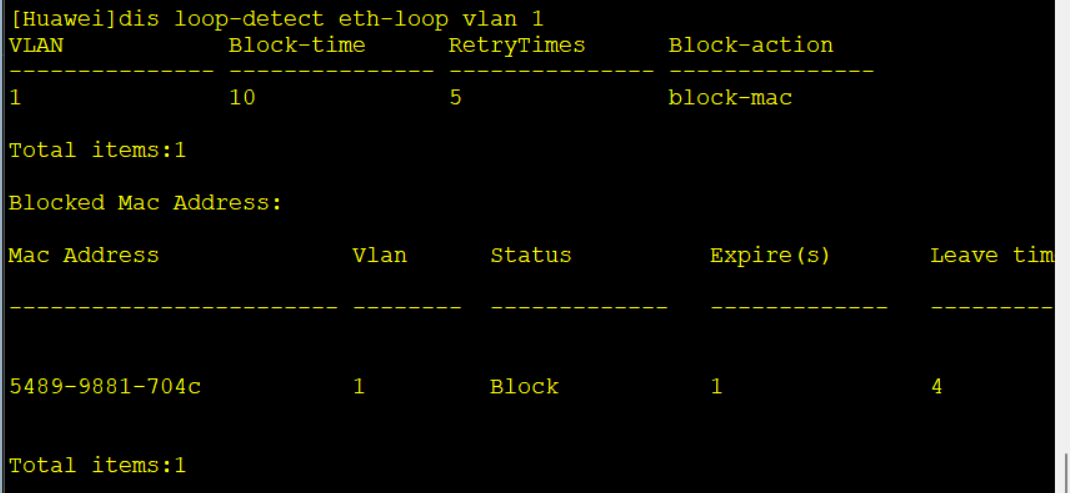 [Huawei]dis loop-detect eth-loop vlan 1
VLAN            Block-time      RetryTimes      Block-action
--------------- --------------- --------------- ---------------
1               10              5               block-mac
Total items:1
Blocked Mac Address:
Mac Address              Vlan      Status        Expire(s)       Leave tim
------------------------ -------- ------------- ------------- ---------
5489-9881-704c           1         Block         1               4
Total items:1